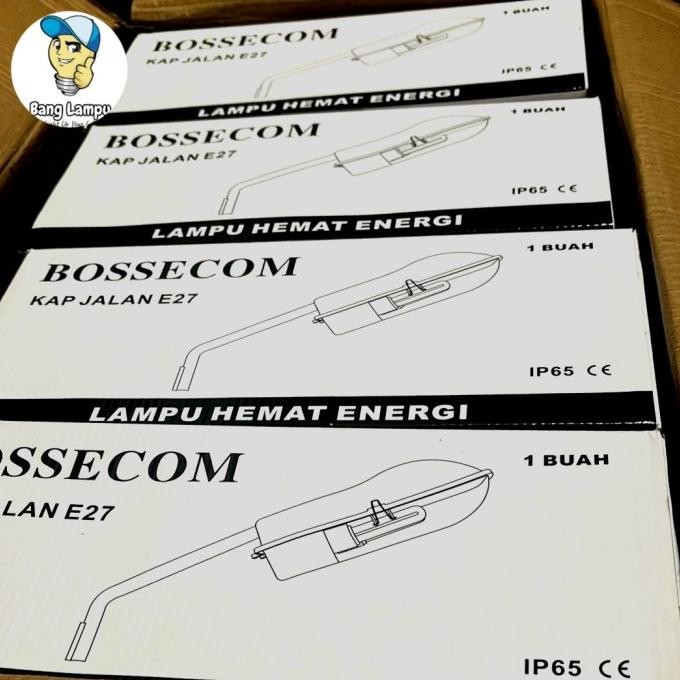 Bang Lampu
BOSSECOM
1 BUAH
KAP JALAN E27
IP65 CE
LAMPU HEMAT ENERGI
BOSSECOM
1 BUAH
KAP JALAN E27
IP65 CE
LAMPU HEMAT ENERGI
BOSSECOM
1 BUAH
KAP JALAN E27
IP65 CE
LAMPU HEMAT ENERGI
OSSECOM
1 BUAH
LAN E27
IP65 CE